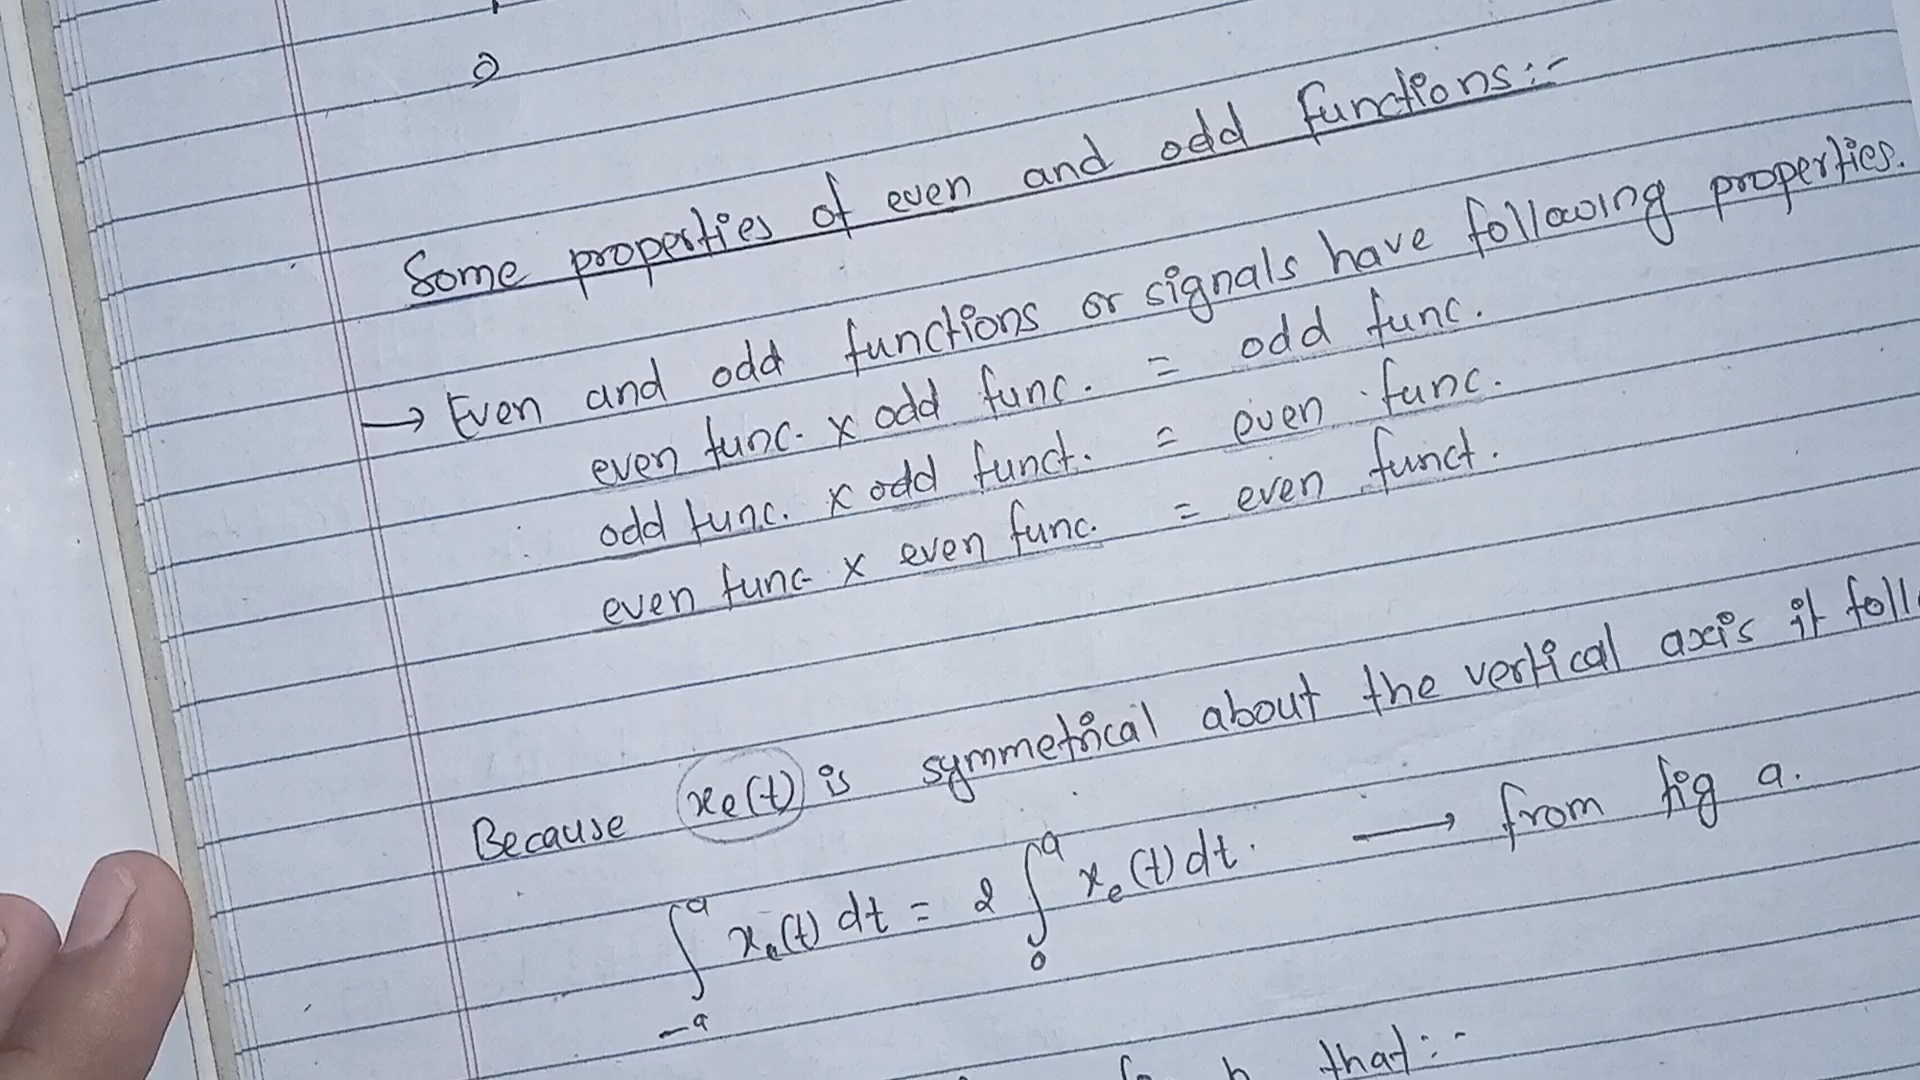 0
Some properties of even and odd functions:-
→ Even and odd functions or signals have following properties.
even func. x odd func. = odd func.
odd func. x odd funct. = even func.
even func x even func. = even funct.
Because xe(t) is symmetrical about the vertical axis it
∫_{-a}^{a} xe(t) dt = 2 ∫_{0}^{a} xe(t) dt. → from fig a.
that:-